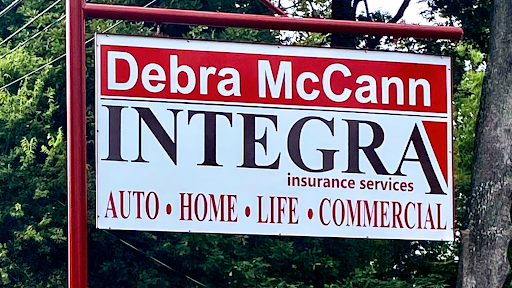 Debra McCann
INTEGRA
insurance services
AUTO • HOME • LIFE • COMMERCIAL